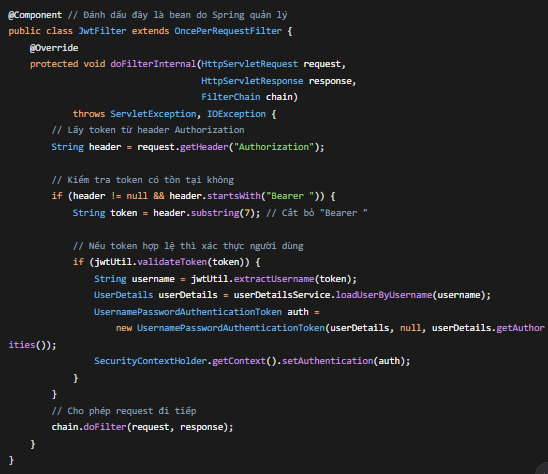 @Component // Đánh dấu đây là bean do Spring quản lý
public class JwtFilter extends OncePerRequestFilter {
    @Override
    protected void doFilterInternal(HttpServletRequest request,
                                    HttpServletResponse response,
                                    FilterChain chain)
            throws ServletException, IOException {
        // Lấy token từ header Authorization
        String header = request.getHeader("Authorization");

        // Kiểm tra token có tồn tại không
        if (header != null && header.startsWith("Bearer ")) {
            String token = header.substring(7); // Cắt bỏ "Bearer "

            // Nếu token hợp lệ thì xác thực người dùng
            if (jwtUtil.validateToken(token)) {
                String username = jwtUtil.extractUsername(token);
                UserDetails userDetails = userDetailsService.loadUserByUsername(username);
                UsernamePasswordAuthenticationToken auth =
                    new UsernamePasswordAuthenticationToken(userDetails, null, userDetails.getAuthor
ities());
                SecurityContextHolder.getContext().setAuthentication(auth);
            }
        }
        // Cho phép request đi tiếp
        chain.doFilter(request, response);
    }
}